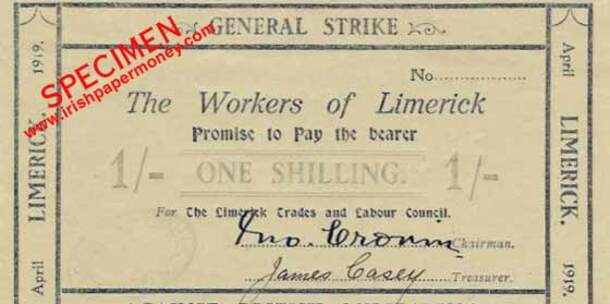 GENERAL STRIKE
SPECIMEN
www.irishpapermoney.com
No.
The Workers of Limerick
Promise to Pay the bearer
1/- ONE SHILLING. 1/-
For The Limerick Trades and Labour Council.
Jno. Cronin Chairman.
James Casey Treasurer.
April LIMERICK. 1919.
April LIMERICK. 1919.